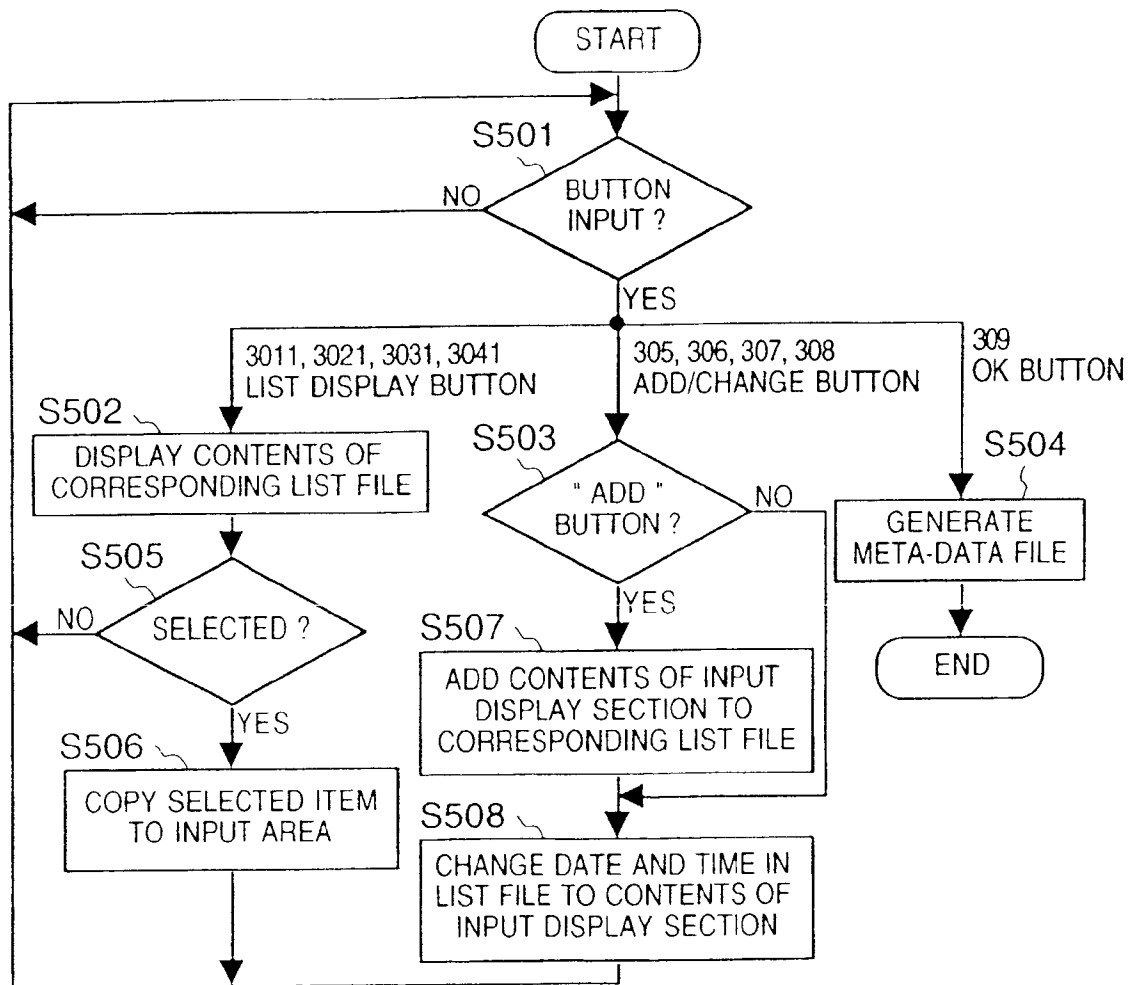 START
S501
BUTTON
INPUT ?
NO
YES
3011, 3021, 3031, 3041
LIST DISPLAY BUTTON
305, 306, 307, 308
ADD/CHANGE BUTTON
309
OK BUTTON
S502
DISPLAY CONTENTS OF
CORRESPONDING LIST FILE
S503
" ADD "
BUTTON ?
NO
YES
S504
GENERATE
META-DATA FILE
END
S505
SELECTED ?
NO
YES
S507
ADD CONTENTS OF INPUT
DISPLAY SECTION TO
CORRESPONDING LIST FILE
S506
COPY SELECTED ITEM
TO INPUT AREA
S508
CHANGE DATE AND TIME IN
LIST FILE TO CONTENTS OF
INPUT DISPLAY SECTION